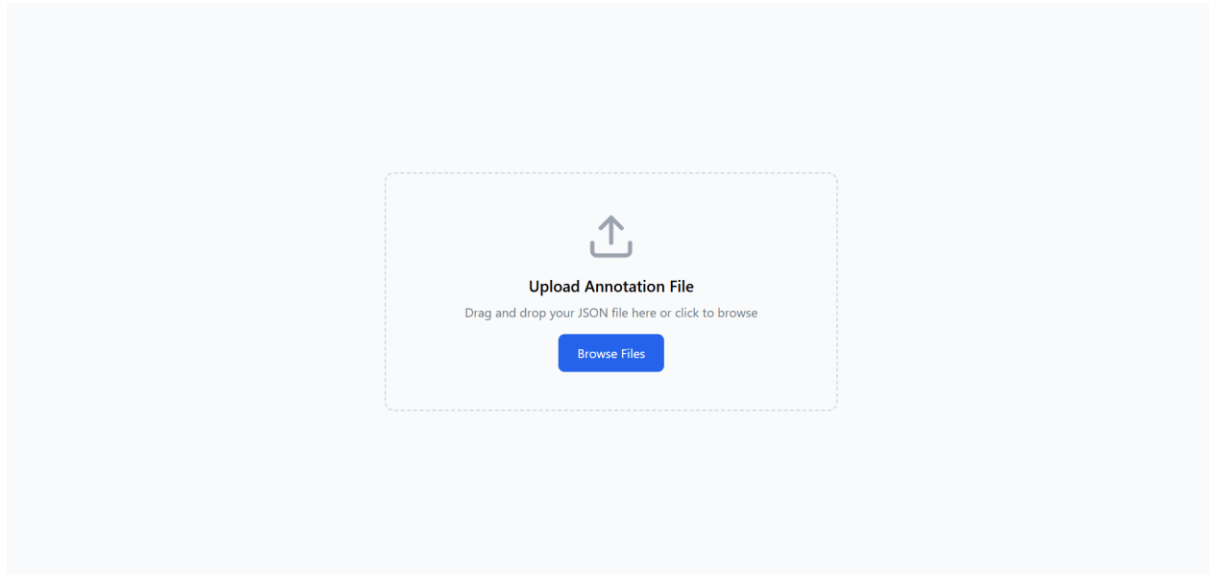 Upload Annotation File
Drag and drop your JSON file here or click to browse
Browse Files